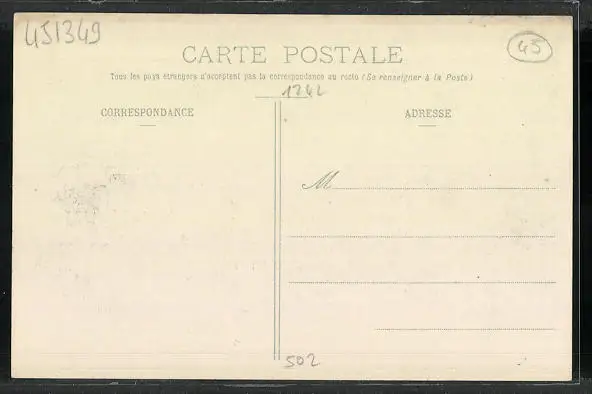 451349
45
CARTE POSTALE
Tous les pays étrangers n'acceptent pas la correspondance au recto (Se renseigner à la Poste)
CORRESPONDANCE
ADRESSE
M
502